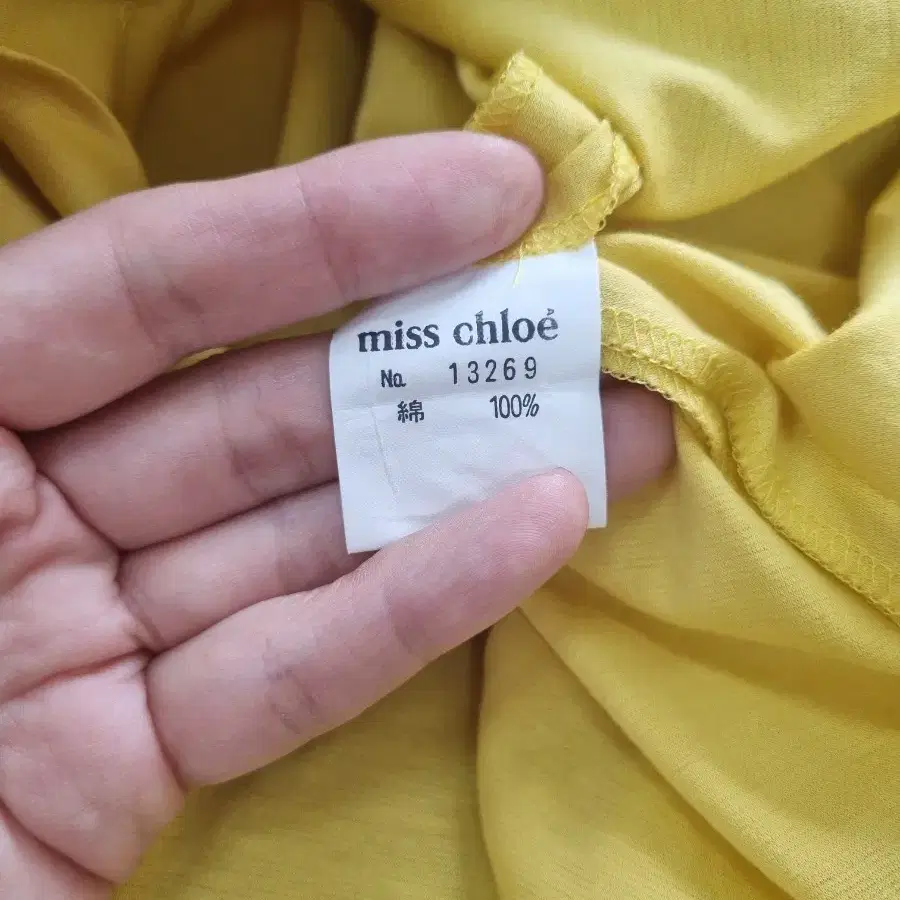 miss chloé
No. 13269
綿 100%